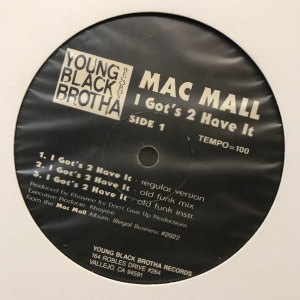 YOUNG
BLACK
BROTHA
RECORDS
MAC MALL
I Got's 2 Have It
SIDE 1
TEMPO=100
1. I Got's 2 Have It - regular version
2. I Got's 2 Have It - old funk mix
3. I Got's 2 Have It - old funk instr.
Produced by Khayree for Don't Give Up Productions
Executive Producer: Khayree
From the Mac Mall Album- Illegal Business #2022
YOUNG BLACK BROTHA RECORDS
164 ROBLES DRIVE #264
VALLEJO, CA 94591